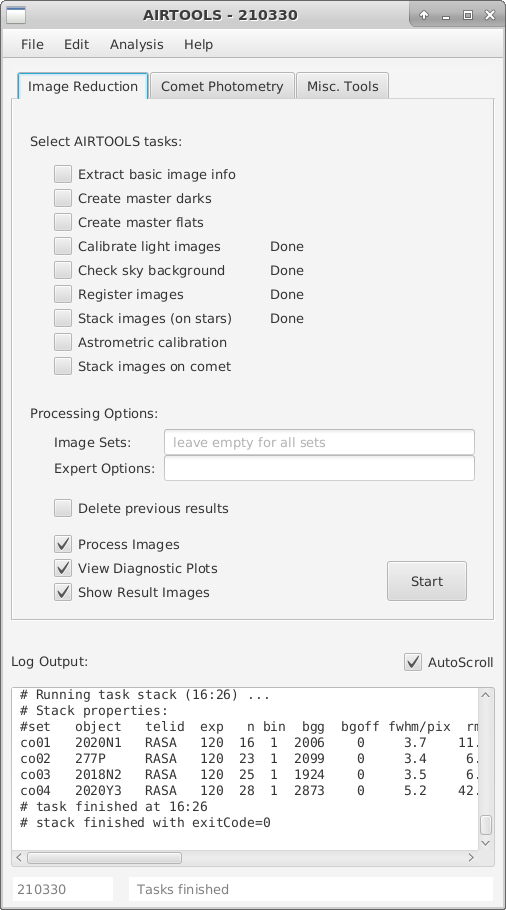 AIRTOOLS - 210330
File Edit Analysis Help
Image Reduction Comet Photometry Misc. Tools
Select AIRTOOLS tasks:
Extract basic image info
Create master darks
Create master flats
Calibrate light images Done
Check sky background Done
Register images Done
Stack images (on stars) Done
Astrometric calibration
Stack images on comet
Processing Options:
Image Sets: leave empty for all sets
Expert Options:
Delete previous results
Process Images
View Diagnostic Plots
Show Result Images
Start
Log Output: AutoScroll
# Running task stack (16:26) ...
# Stack properties:
#set object telid exp n bin bgg bgoff fwhm/pix rm
co01 2020N1 RASA 120 16 1 2006 0 3.7 11.
co02 277P RASA 120 23 1 2099 0 3.4 6.
co03 2018N2 RASA 120 25 1 1924 0 3.5 6.
co04 2020Y3 RASA 120 28 1 2873 0 5.2 42.
# task finished at 16:26
# stack finished with exitCode=0
210330 Tasks finished